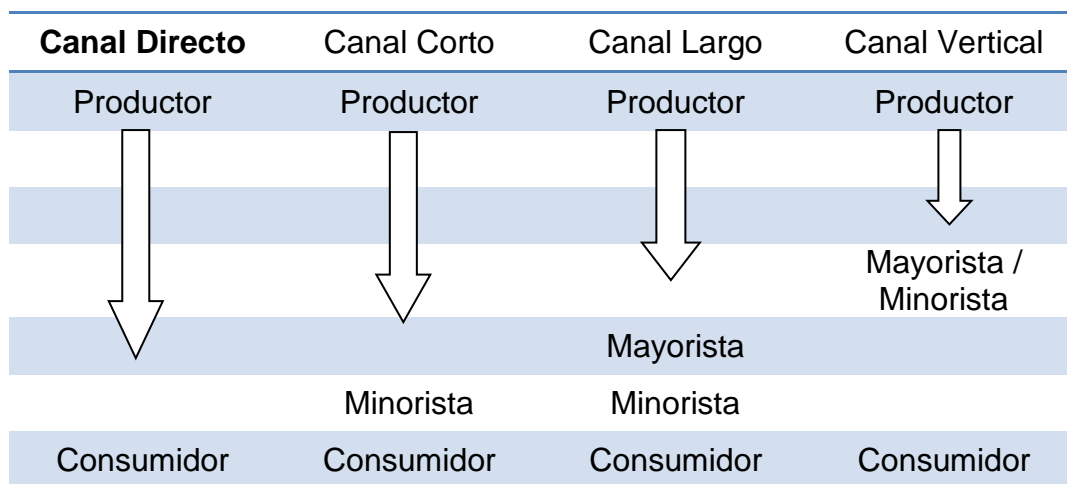 Canal Directo Canal Corto Canal Largo Canal Vertical
Productor Productor Productor Productor
Mayorista /
Minorista
Mayorista
Minorista Minorista
Consumidor Consumidor Consumidor Consumidor